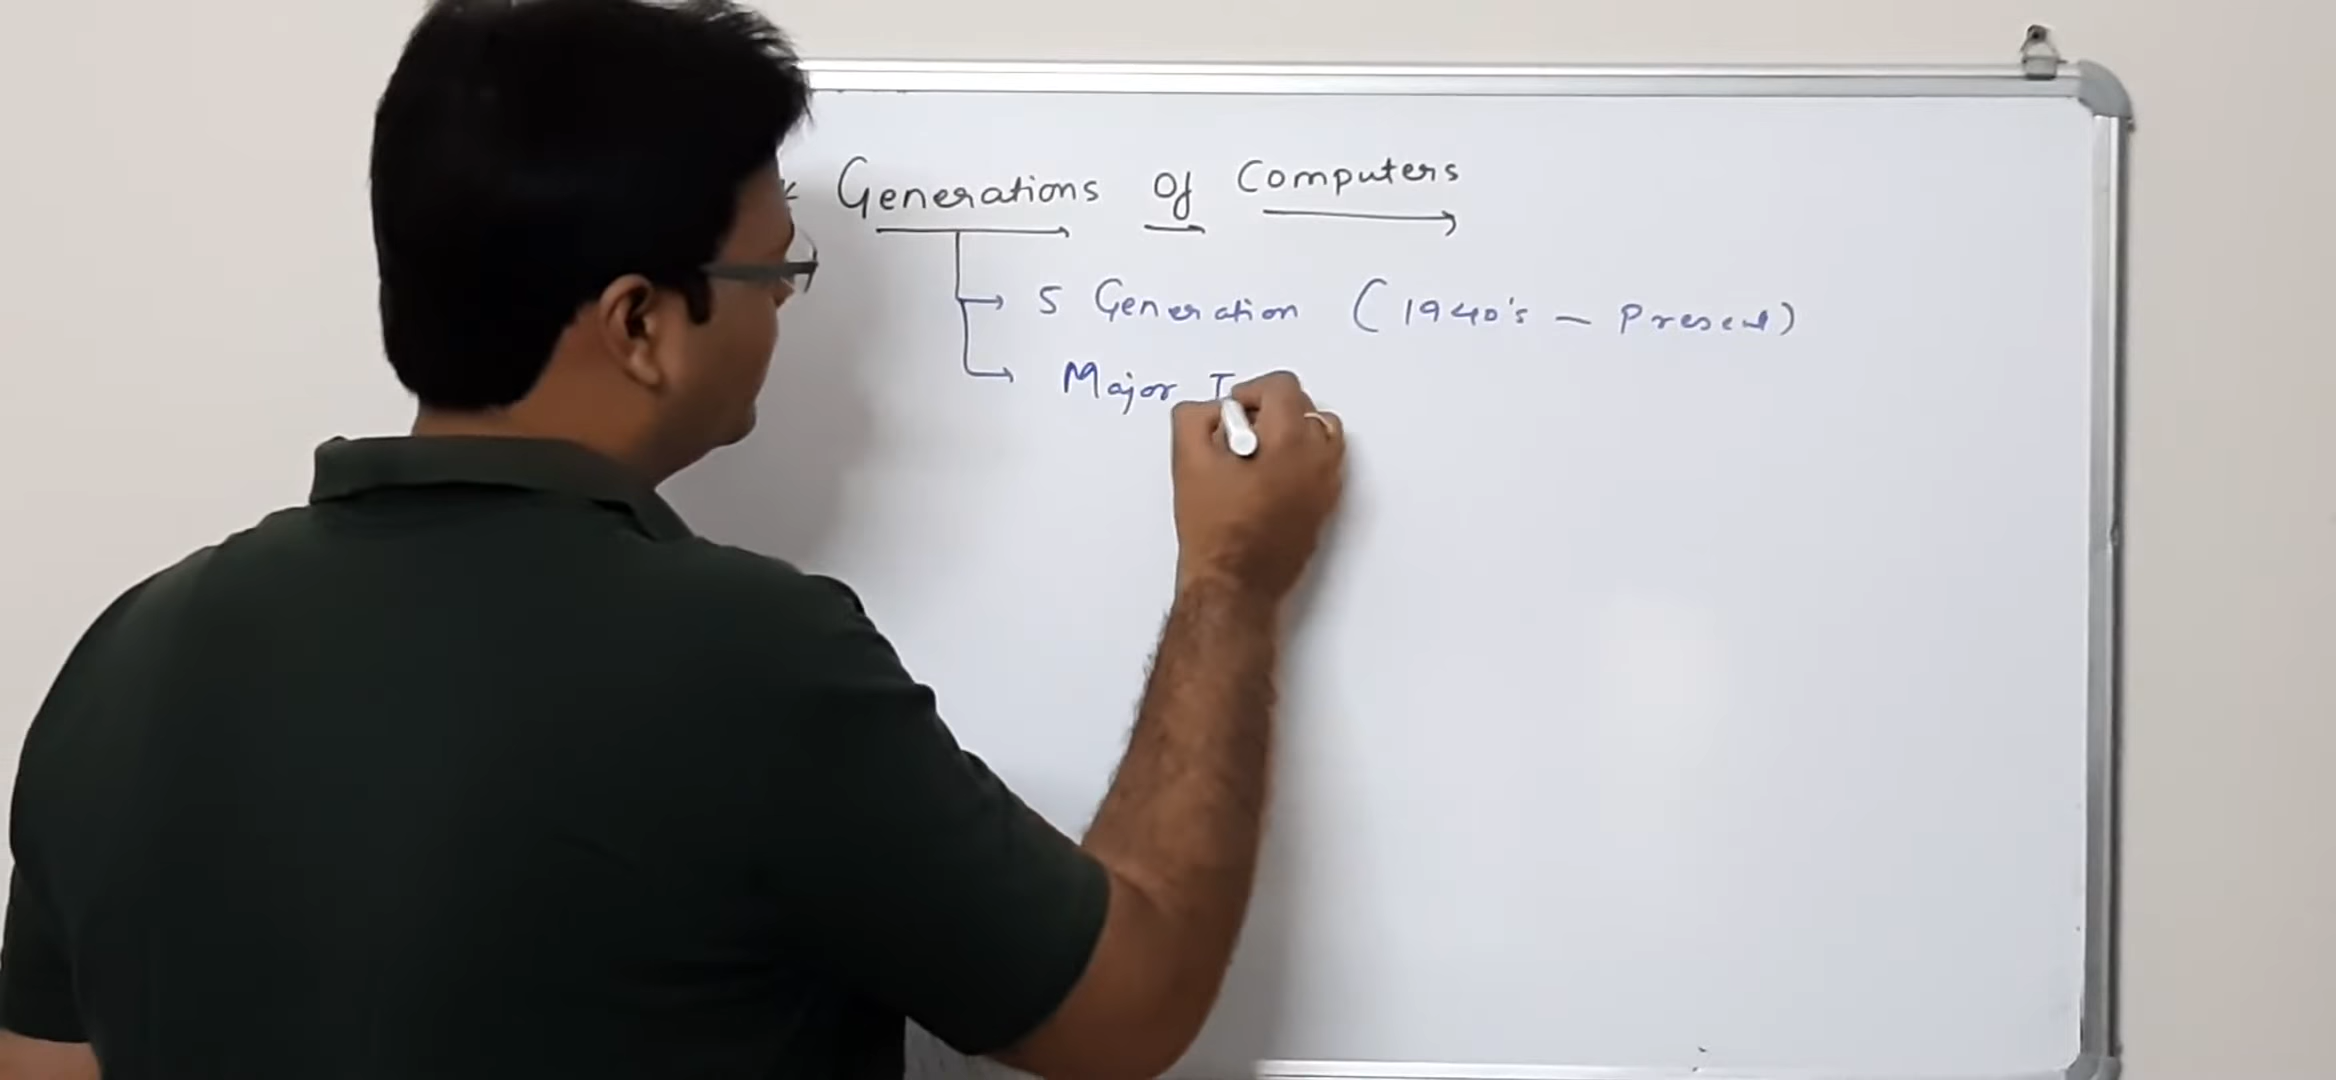 * Generations Of Computers
5 Generation (1940's - Present)
Major